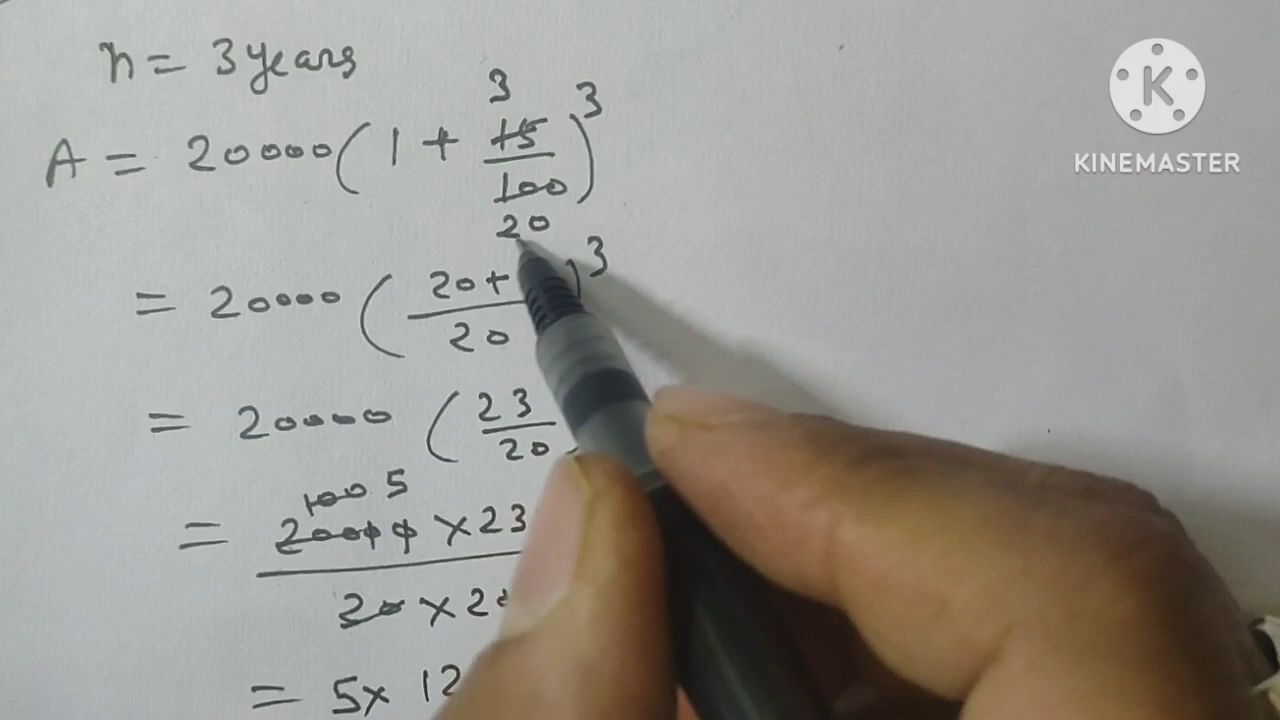 n = 3 years
3
A = 20000 ( 1 + 15/100 )^3
20
= 20000 ( 20+ / 20 )^3
= 20000 ( 23/20
100 5
= 20000 × 23
20 × 2
= 5 × 12
K
KINEMASTER